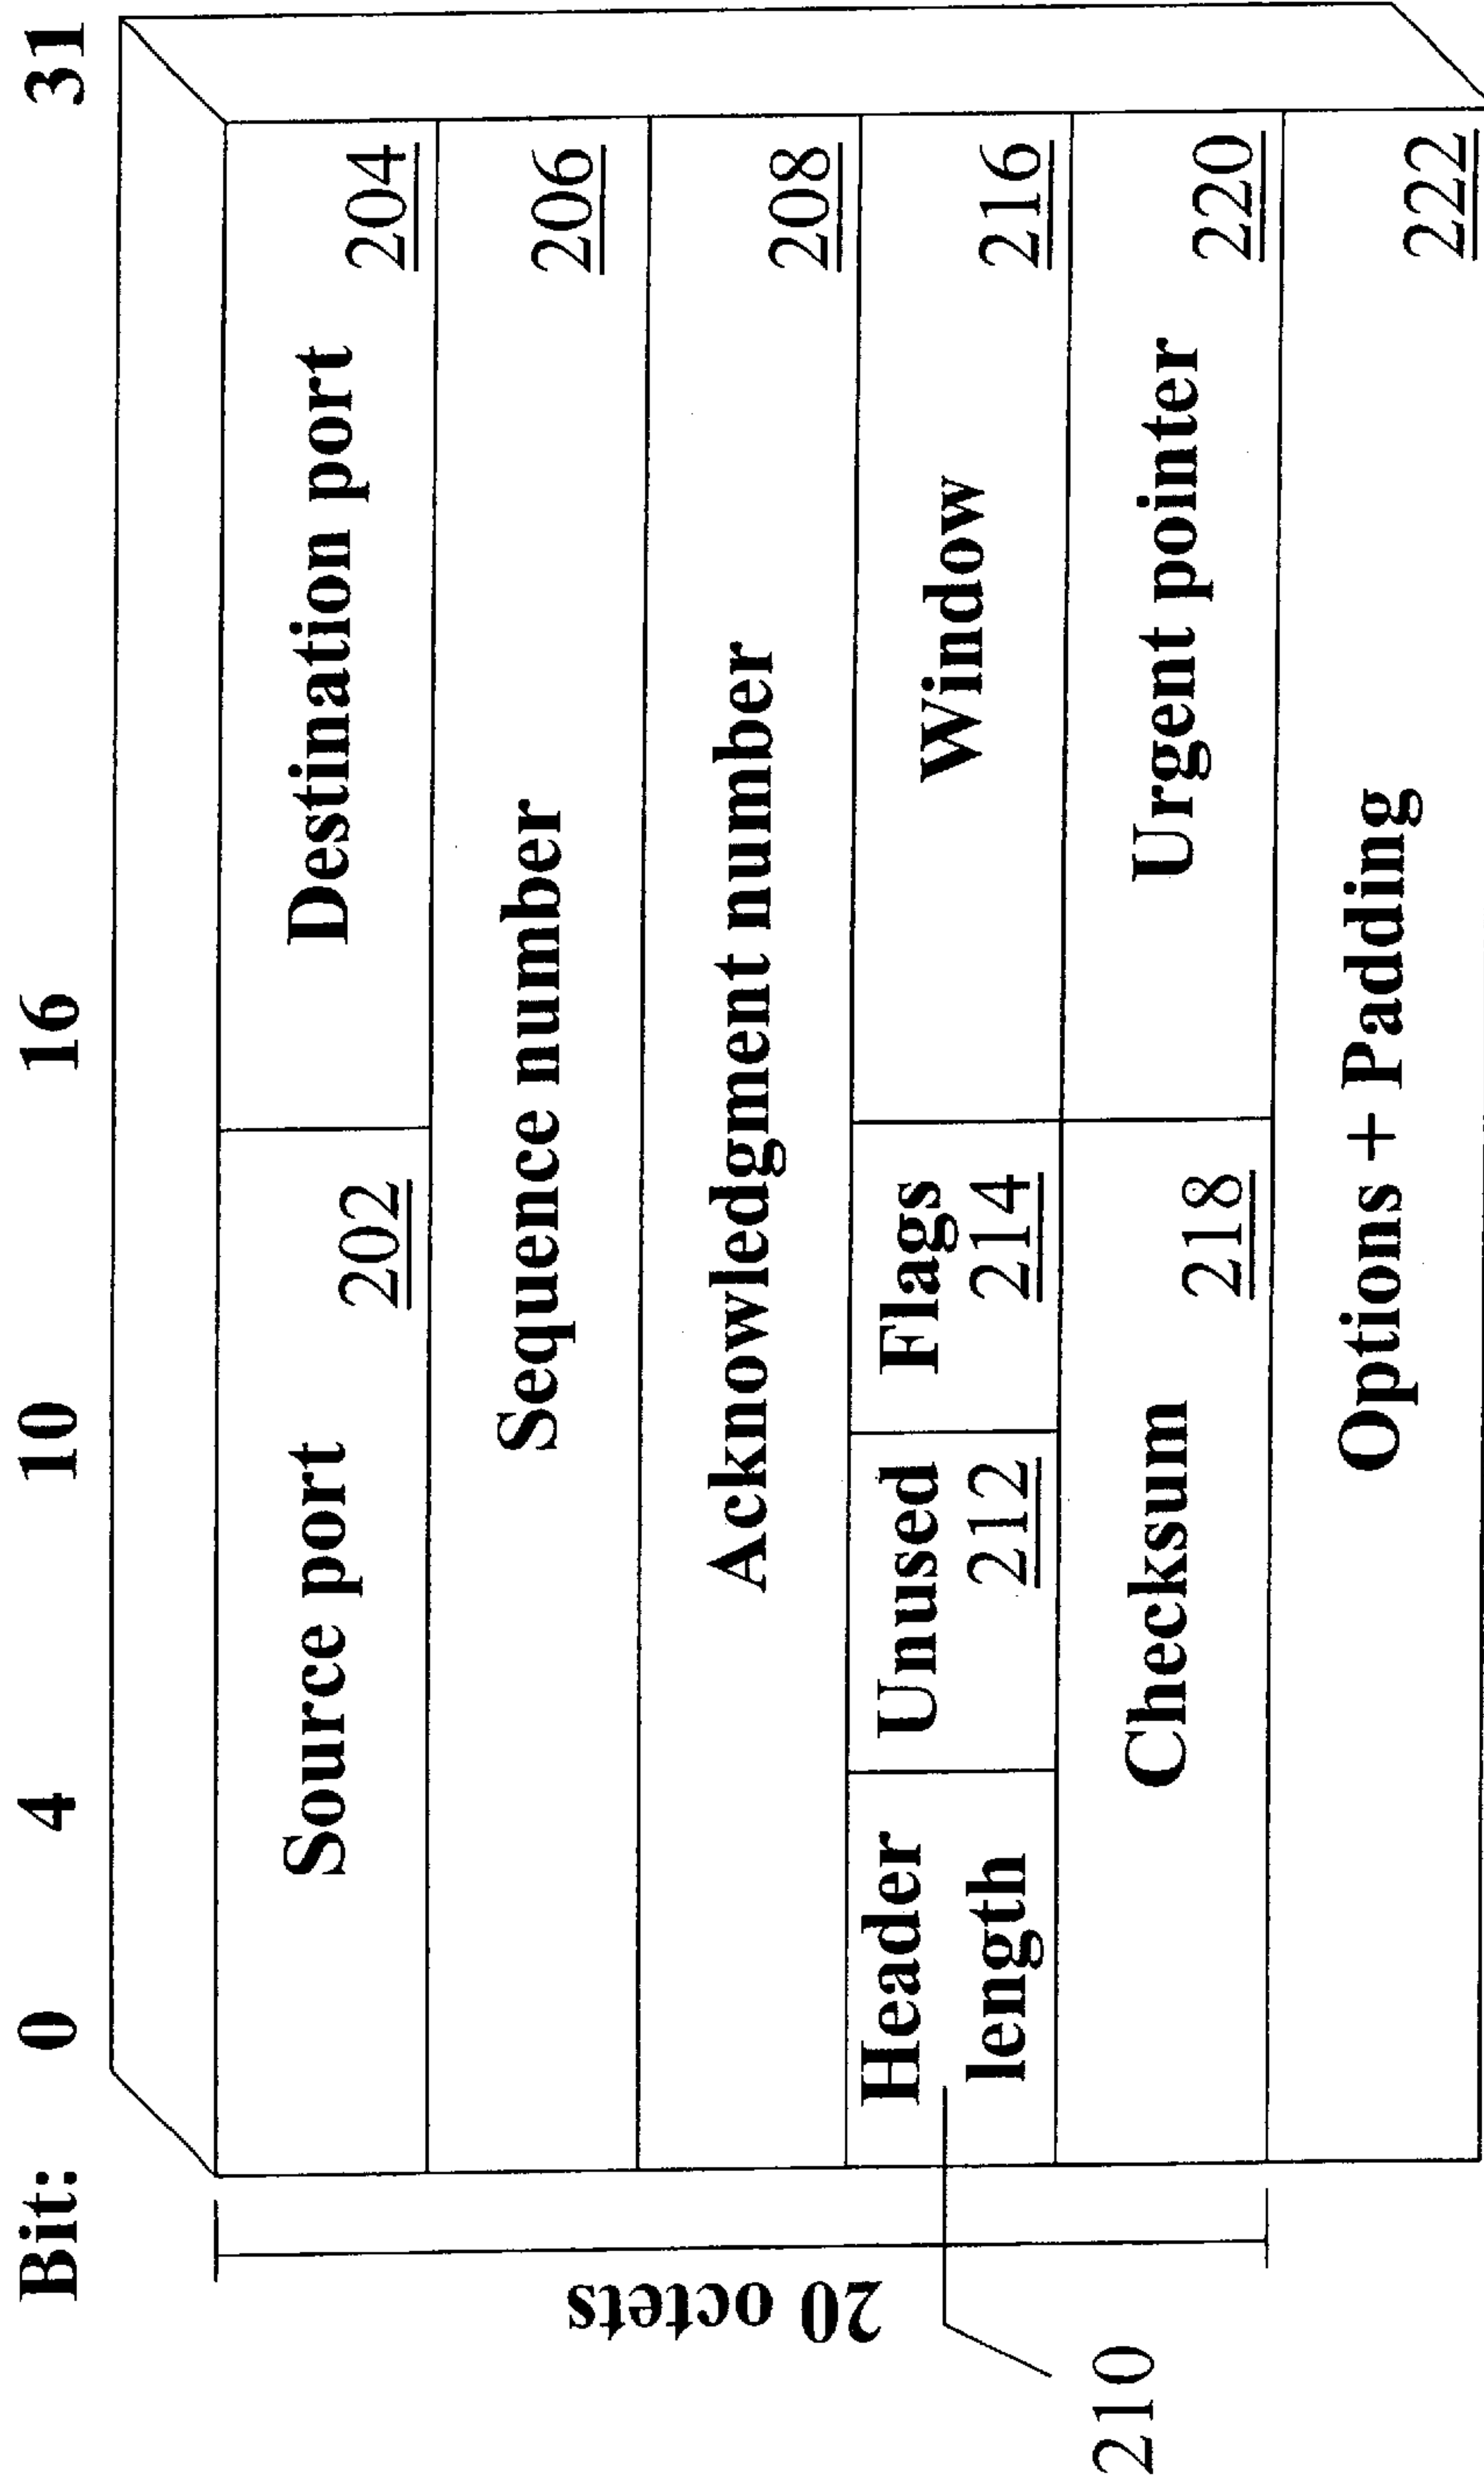 Bit: 0 4 10 16 31
Source port 202
Destination port 204
Sequence number 206
Acknowledgment number 208
Header
length
Unused
212
Flags
214
Window 216
Checksum 218
Urgent pointer 220
Options + Padding 222
20 octets
210